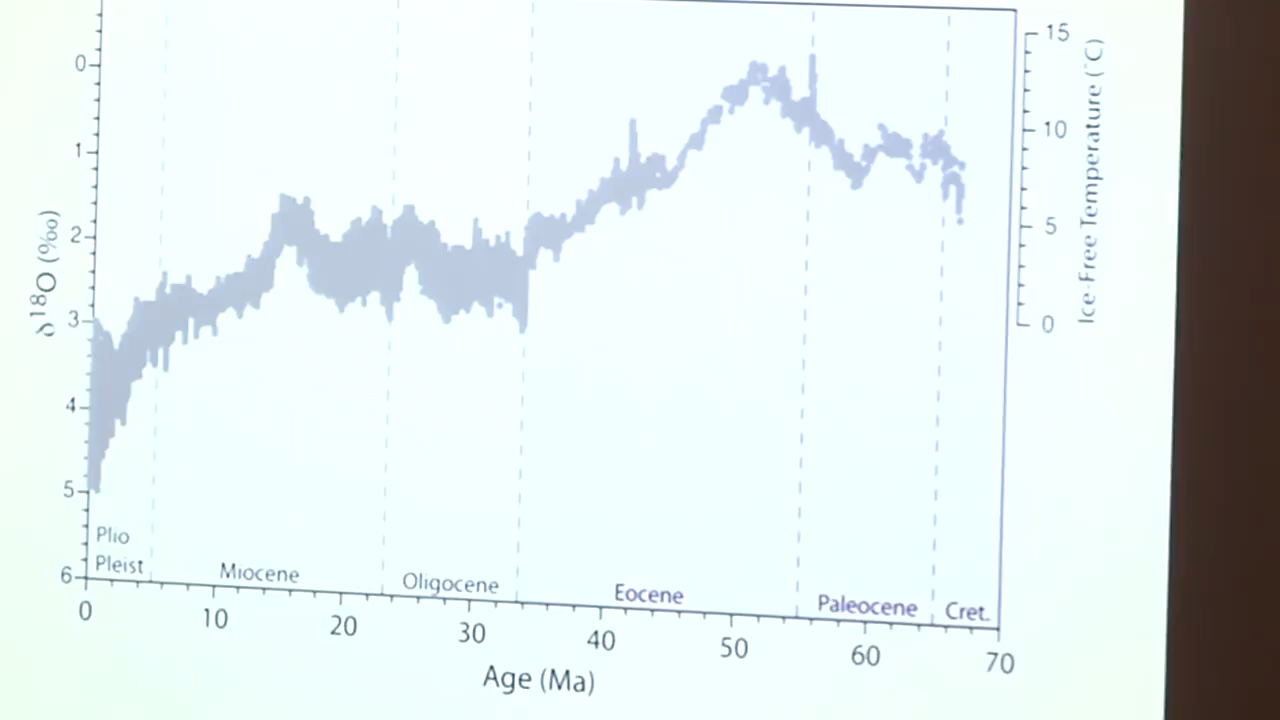 0
1
2
3
4
5
6
δ18O (‰)
15
10
5
0
Ice-Free Temperature (°C)
Plio
Pleist
Miocene
Oligocene
Eocene
Paleocene
Cret.
0
10
20
30
40
50
60
70
Age (Ma)